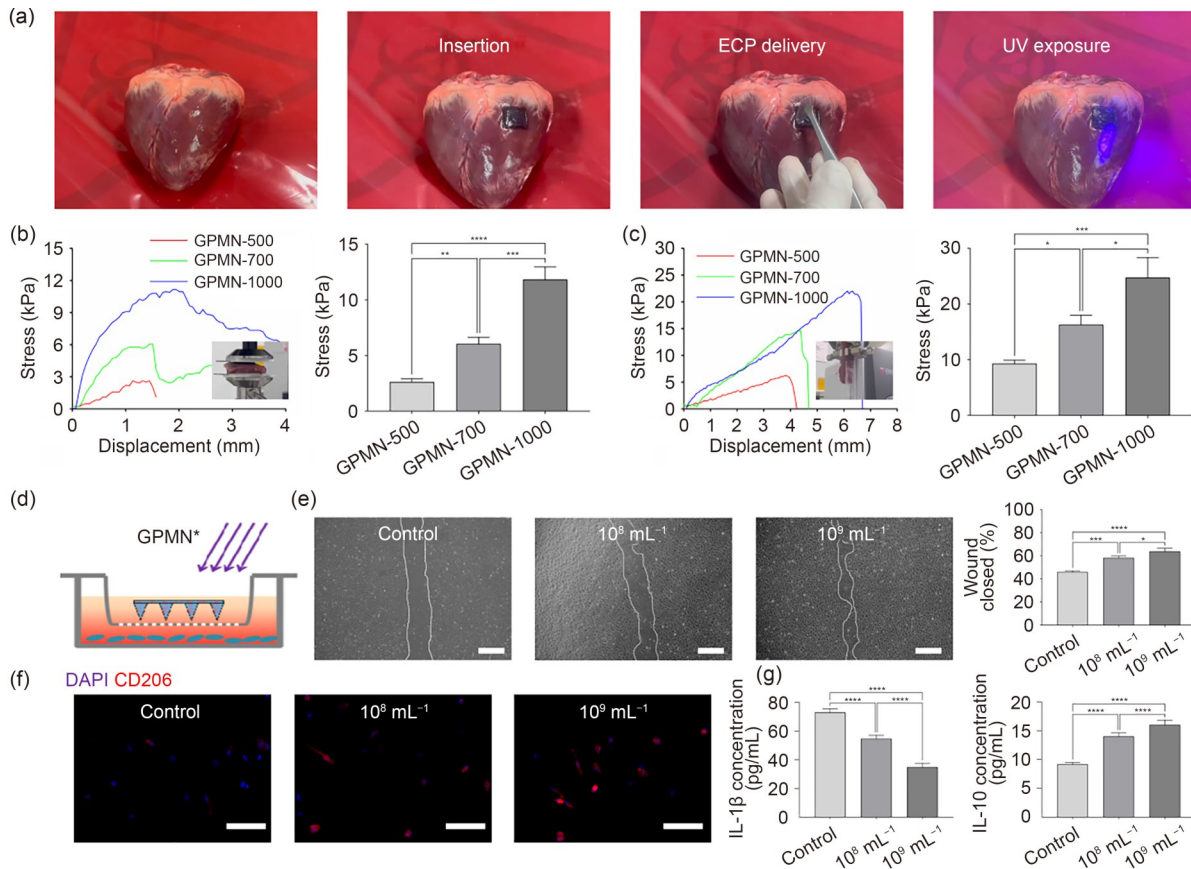 (a)
Insertion
ECP delivery
UV exposure
(b)
Stress (kPa)
15
12
9
6
3
0
GPMN-500
GPMN-700
GPMN-1000
0 1 2 3 4
Displacement (mm)
Stress (kPa)
15
10
5
0
****
** ***
GPMN-500
GPMN-700
GPMN-1000
(c)
Stress (kPa)
30
25
20
15
10
5
0
GPMN-500
GPMN-700
GPMN-1000
0 1 2 3 4 5 6 7 8
Displacement (mm)
Stress (kPa)
30
20
10
0
***
* *
GPMN-500
GPMN-700
GPMN-1000
(d)
GPMN*
(e)
Control
10⁸ mL⁻¹
10⁹ mL⁻¹
Wound
closed (%)
100
80
60
40
20
0
****
*** *
Control
10⁸ mL⁻¹
10⁹ mL⁻¹
(f)
DAPI CD206
Control
10⁸ mL⁻¹
10⁹ mL⁻¹
(g)
IL-1β concentration
(pg/mL)
80
60
40
20
0
****
**** ****
Control
10⁸ mL⁻¹
10⁹ mL⁻¹
IL-10 concentration
(pg/mL)
20
15
10
5
0
****
**** ****
Control
10⁸ mL⁻¹
10⁹ mL⁻¹